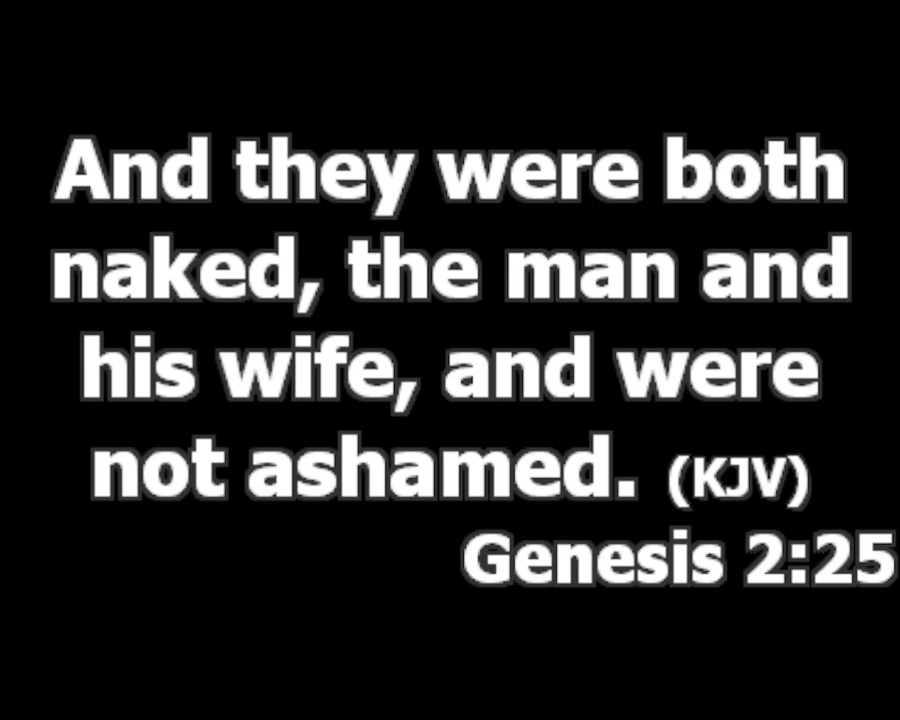 And they were both
naked, the man and
his wife, and were
not ashamed. (KJV)
Genesis 2:25